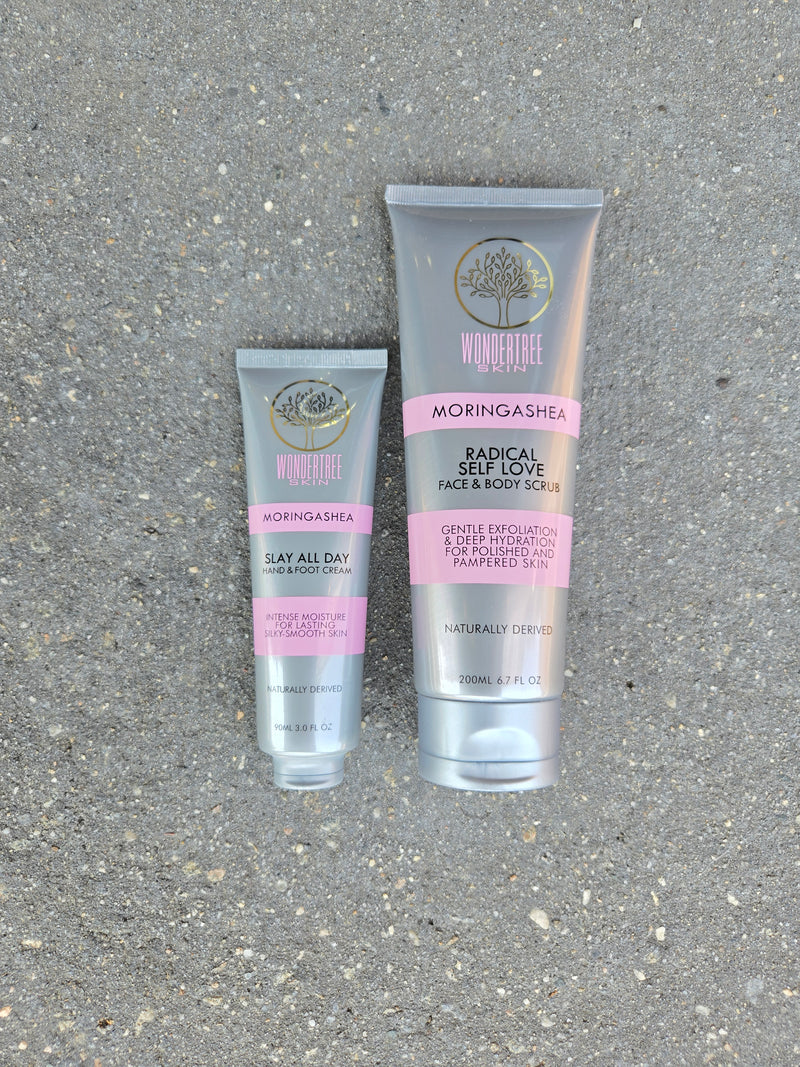 WONDERTREE
SKIN
MORINGASHEA
SLAY ALL DAY
HAND & FOOT CREAM
INTENSE MOISTURE
FOR LASTING
SILKY-SMOOTH SKIN
NATURALLY DERIVED
90ML 3.0 FL OZ
WONDERTREE
SKIN
MORINGASHEA
RADICAL
SELF LOVE
FACE & BODY SCRUB
GENTLE EXFOLIATION
& DEEP HYDRATION
FOR POLISHED AND
PAMPERED SKIN
NATURALLY DERIVED
200ML 6.7 FL OZ